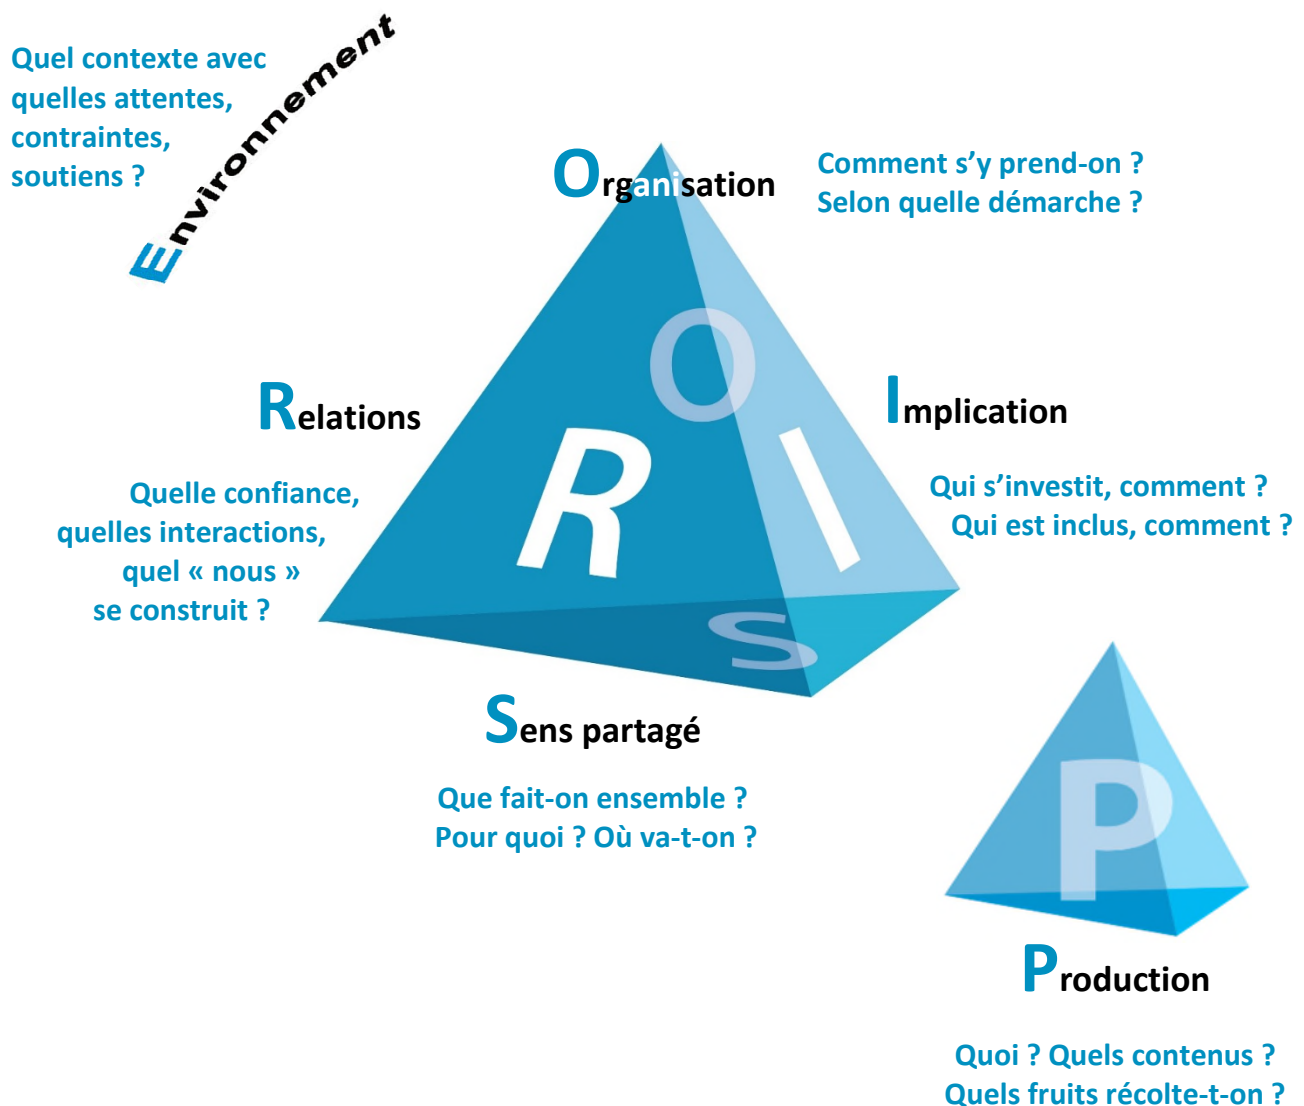 Quel contexte avec
quelles attentes,
contraintes,
soutiens ?
Environnement
Organisation
Comment s’y prend-on ?
Selon quelle démarche ?
O
Relations
Implication
R
I
Quelle confiance,
quelles interactions,
quel « nous »
se construit ?
Qui s’investit, comment ?
Qui est inclus, comment ?
S
Sens partagé
Que fait-on ensemble ?
Pour quoi ? Où va-t-on ?
P
Production
Quoi ? Quels contenus ?
Quels fruits récolte-t-on ?